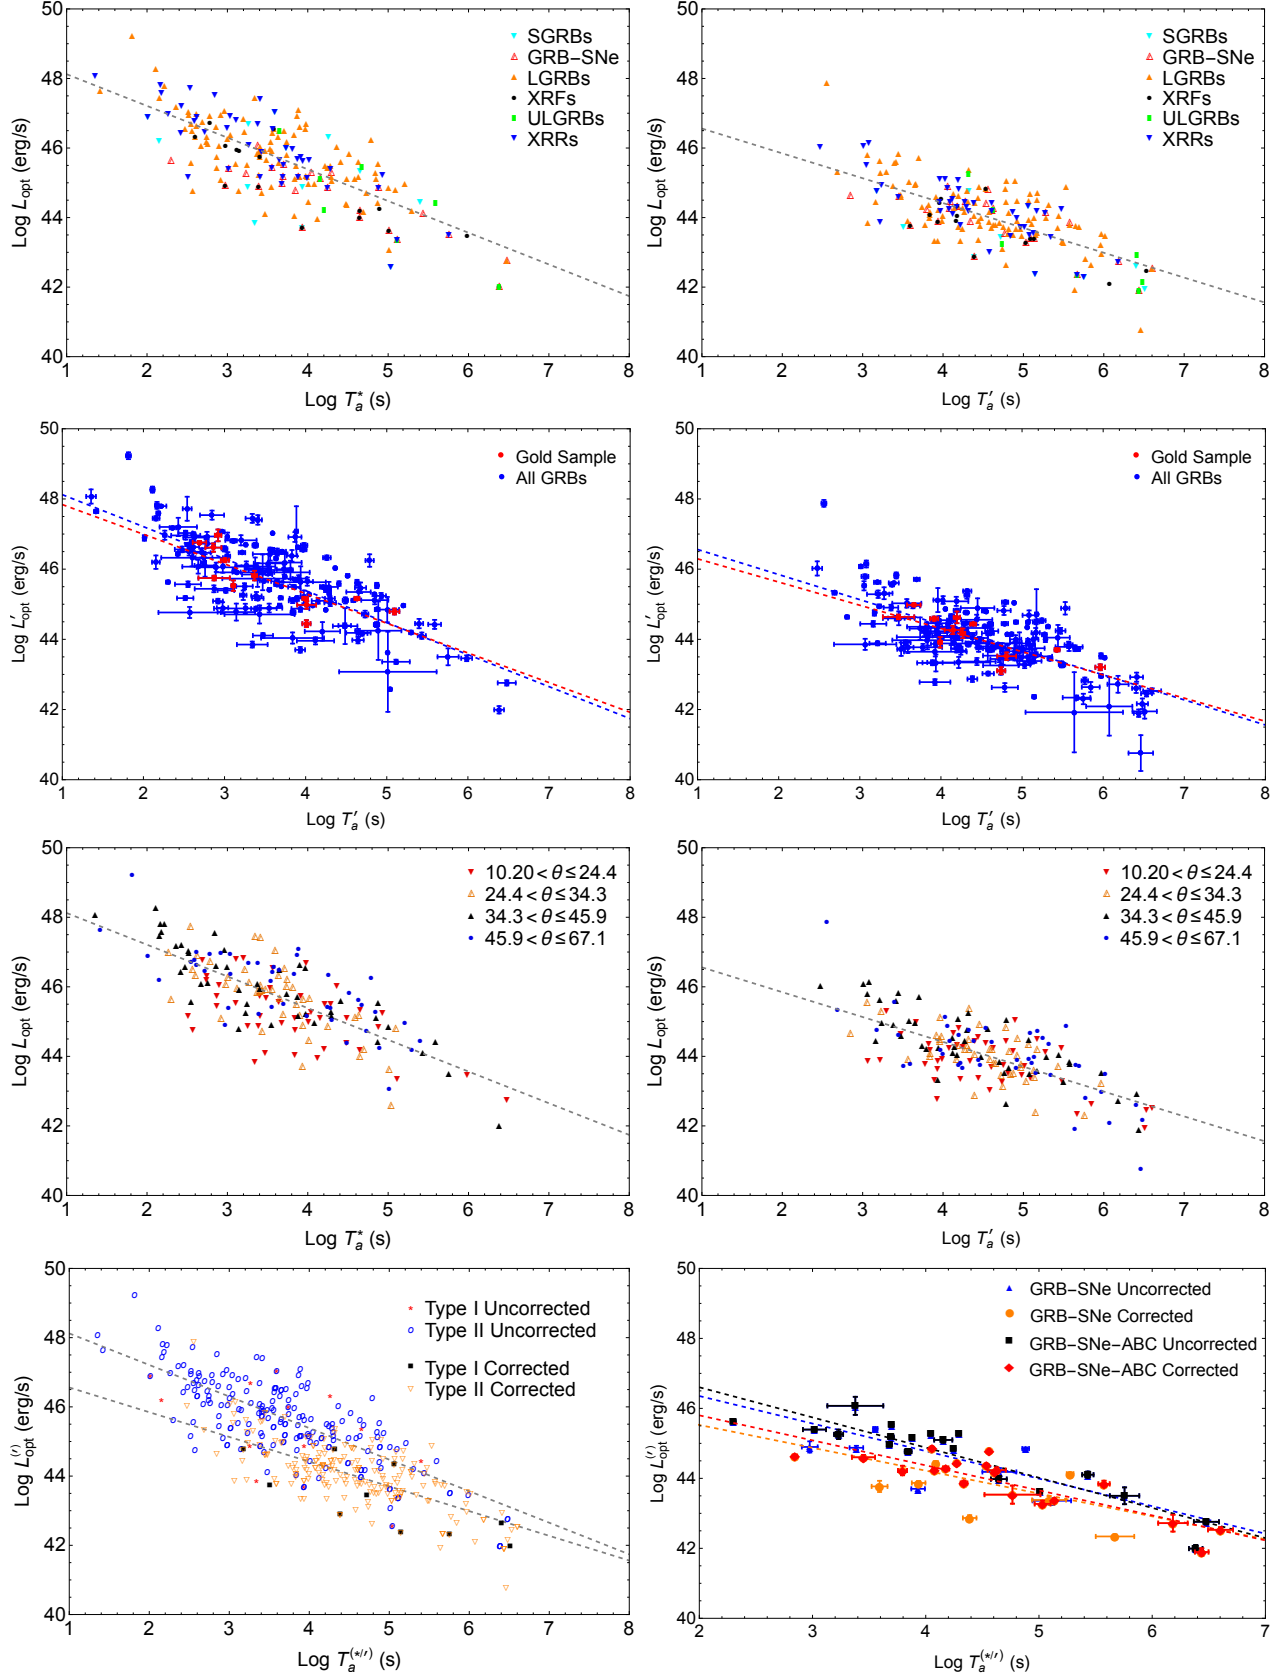 50
48
46
44
42
40
Log L_opt (erg/s)
SGRBs
GRB−SNe
LGRBs
XRFs
ULGRBs
XRRs
1 2 3 4 5 6 7 8
Log T_a^* (s)
50
48
46
44
42
40
Log L_opt (erg/s)
SGRBs
GRB−SNe
LGRBs
XRFs
ULGRBs
XRRs
1 2 3 4 5 6 7 8
Log T_a′ (s)
50
48
46
44
42
40
Log L′_opt (erg/s)
Gold Sample
All GRBs
1 2 3 4 5 6 7 8
Log T_a′ (s)
50
48
46
44
42
40
Log L′_opt (erg/s)
Gold Sample
All GRBs
1 2 3 4 5 6 7 8
Log T_a′ (s)
50
48
46
44
42
40
Log L_opt (erg/s)
10.20 < θ ≤ 24.4
24.4 < θ ≤ 34.3
34.3 < θ ≤ 45.9
45.9 < θ ≤ 67.1
1 2 3 4 5 6 7 8
Log T_a^* (s)
50
48
46
44
42
40
Log L_opt (erg/s)
10.20 < θ ≤ 24.4
24.4 < θ ≤ 34.3
34.3 < θ ≤ 45.9
45.9 < θ ≤ 67.1
1 2 3 4 5 6 7 8
Log T_a′ (s)
50
48
46
44
42
40
Log L_opt^(′) (erg/s)
Type I Uncorrected
Type II Uncorrected
Type I Corrected
Type II Corrected
1 2 3 4 5 6 7 8
Log T_a^(*/′) (s)
50
48
46
44
42
40
Log L_opt^(′) (erg/s)
GRB−SNe Uncorrected
GRB−SNe Corrected
GRB−SNe−ABC Uncorrected
GRB−SNe−ABC Corrected
2 3 4 5 6 7
Log T_a^(*/′) (s)